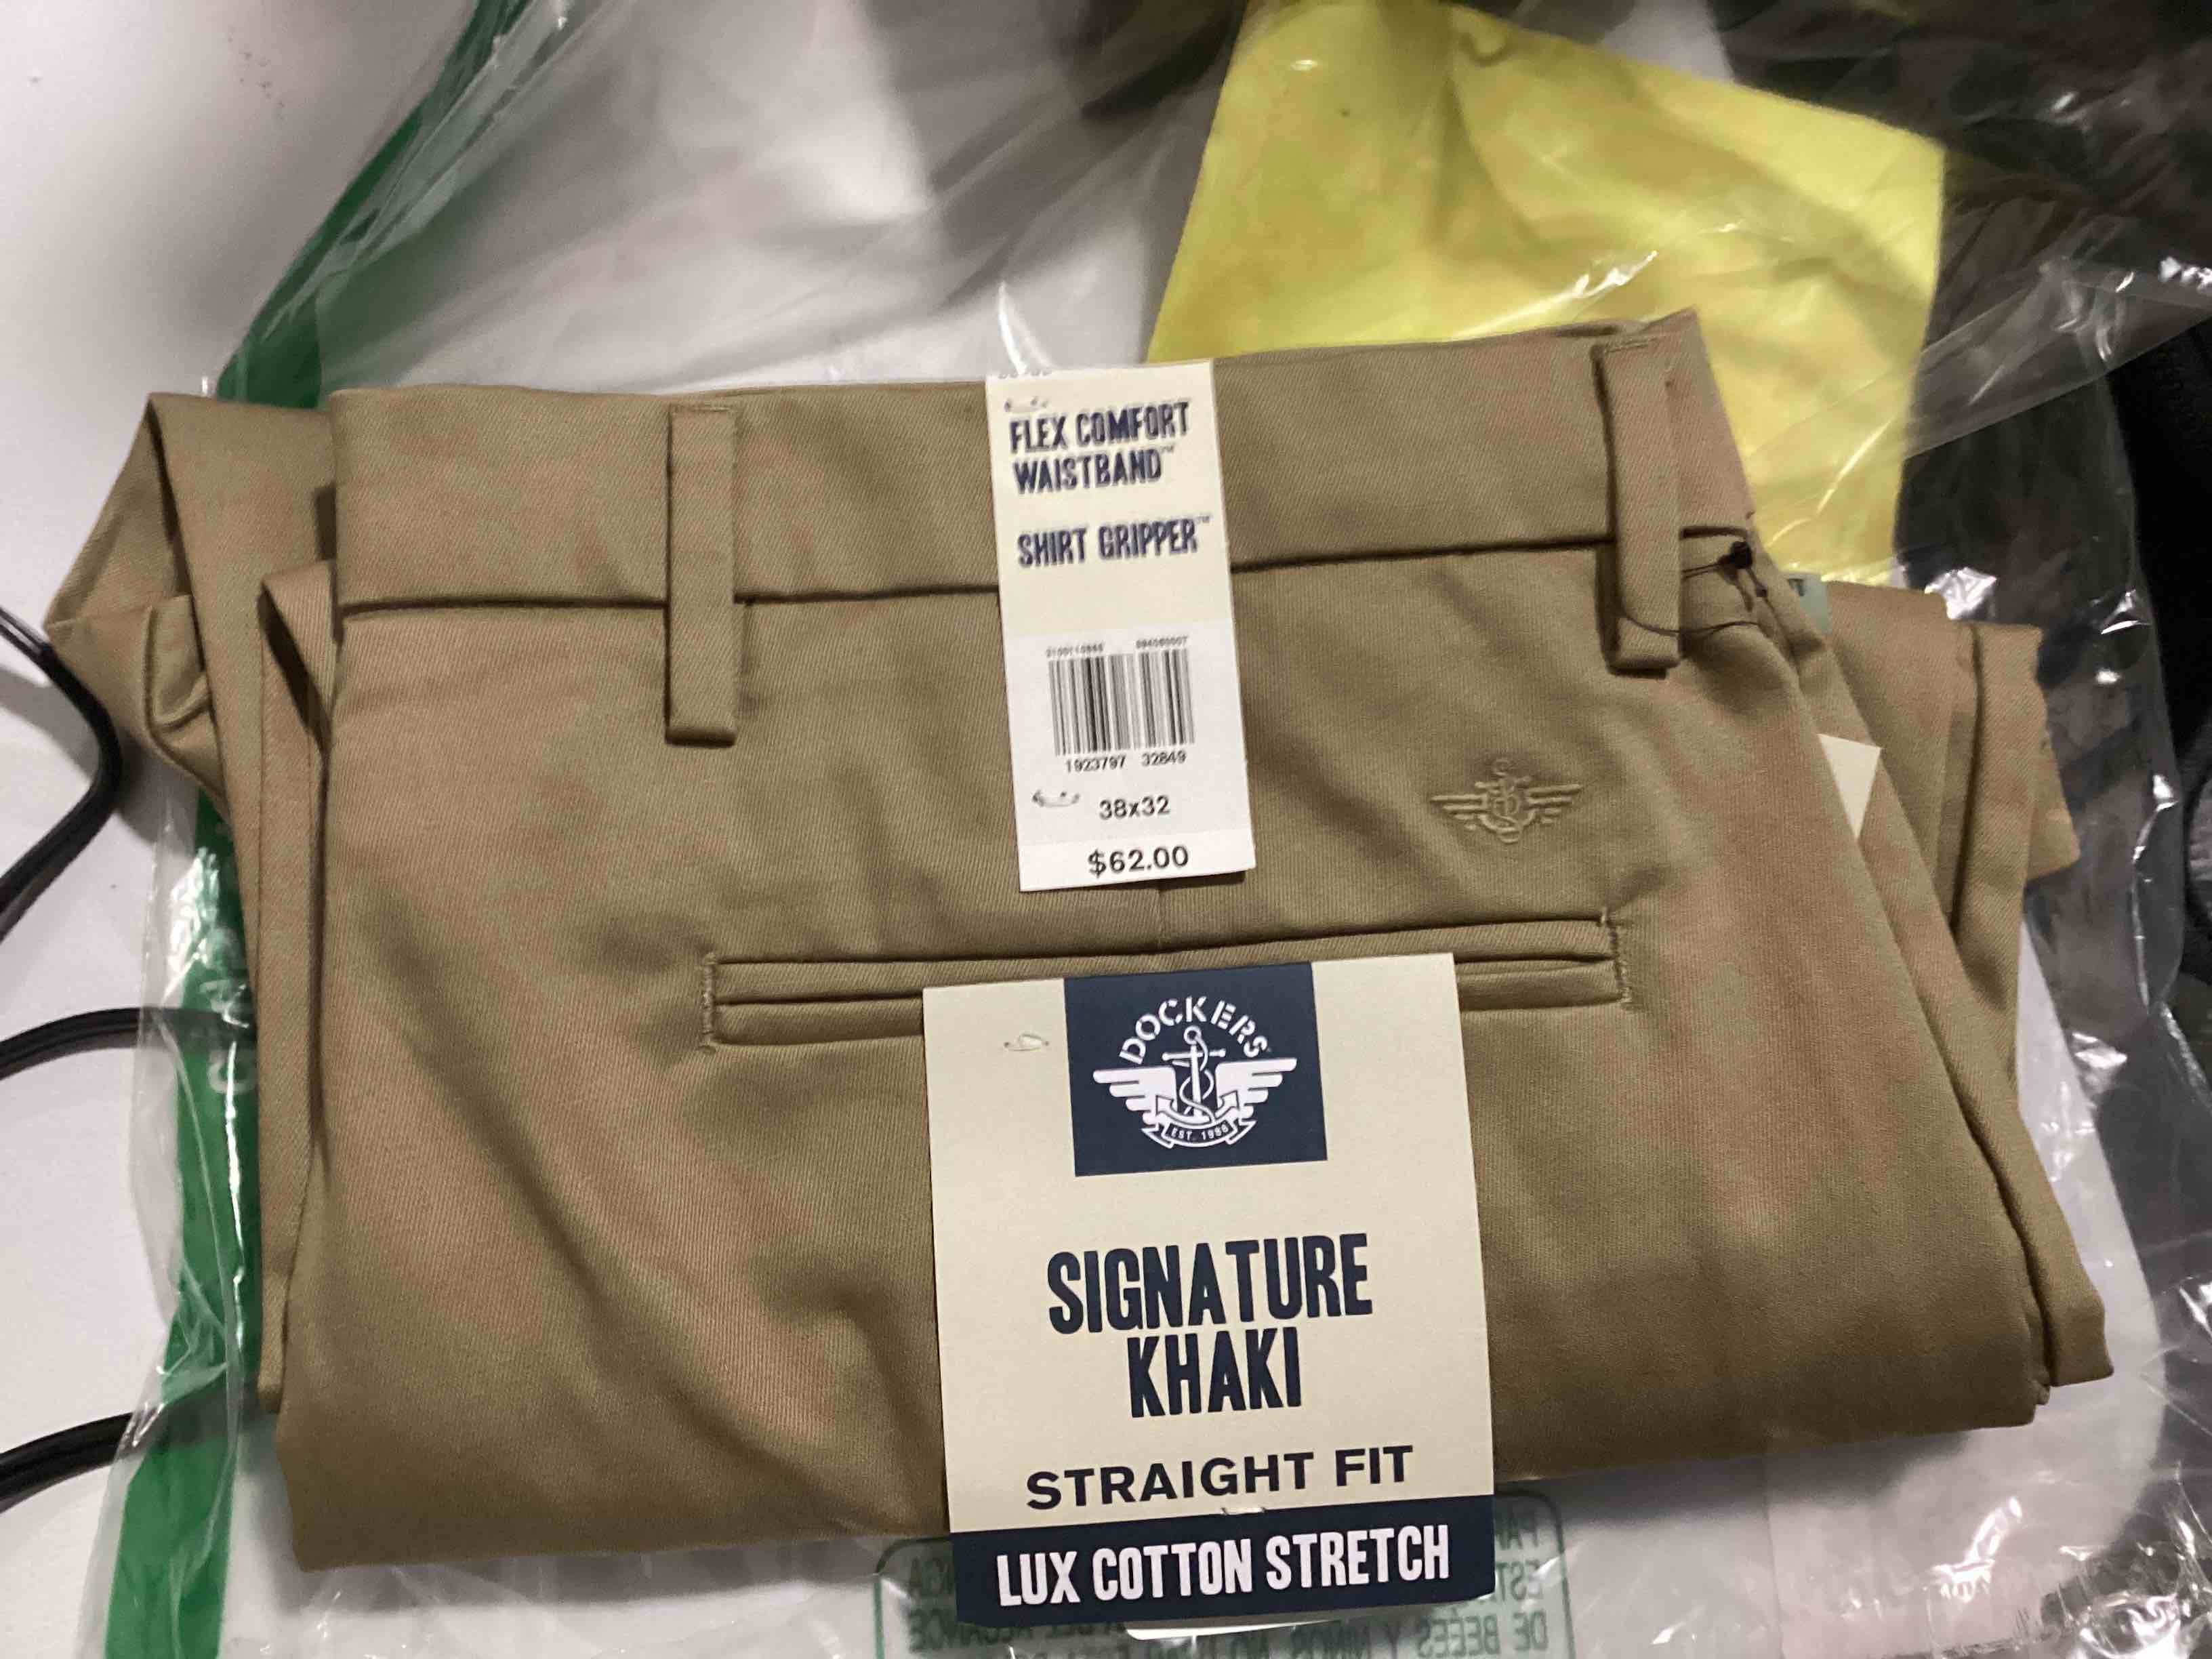 FLEX COMFORT
WAISTBAND™
SHIRT GRIPPER™
1923797 32849
38x32
$62.00
DOCKERS
EST. 1986
SIGNATURE
KHAKI
STRAIGHT FIT
LUX COTTON STRETCH